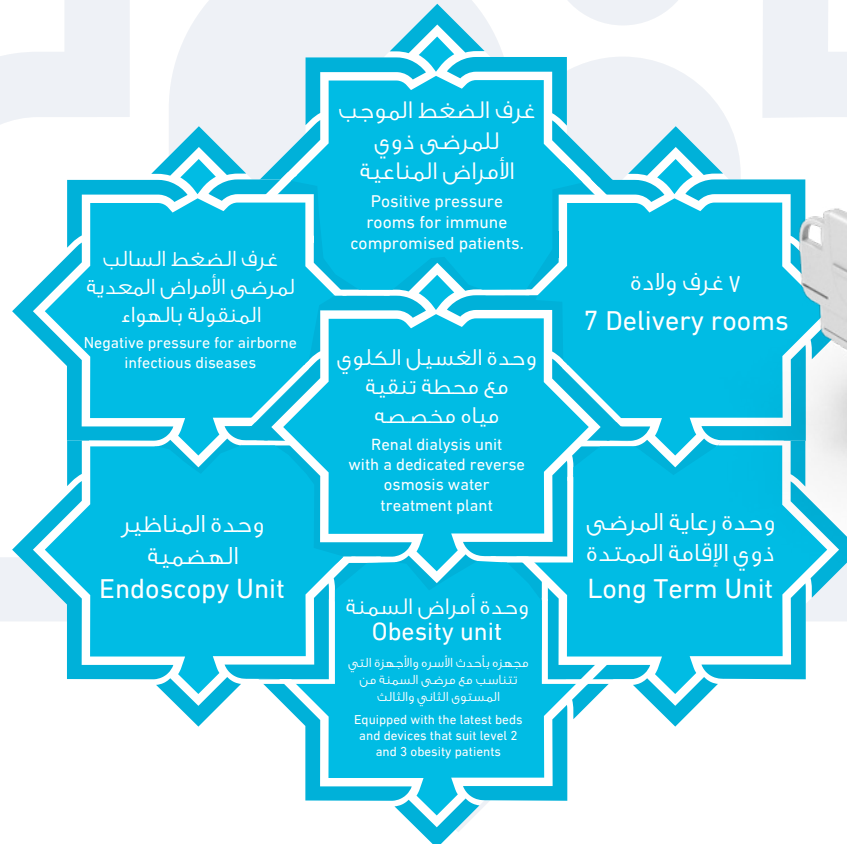 غرف الضغط الموجب
للمرضى ذوي
الأمراض المناعية
Positive pressure
rooms for immune
compromised patients.
غرف الضغط السالب
لمرضى الأمراض المعدية
المنقولة بالهواء
Negative pressure for airborne
infectious diseases
٧ غرف ولادة
7 Delivery rooms
وحدة الغسيل الكلوي
مع محطة تنقية
مياه مخصصه
Renal dialysis unit
with a dedicated reverse
osmosis water
treatment plant
وحدة المناظير
الهضمية
Endoscopy Unit
وحدة رعاية المرضى
ذوي الإقامة الممتدة
Long Term Unit
وحدة أمراض السمنة
Obesity unit
مجهزه بأحدث الأسره والأجهزة التي
تتناسب مع مرضى السمنة من
المستوى الثاني والثالث
Equipped with the latest beds
and devices that suit level 2
and 3 obesity patients